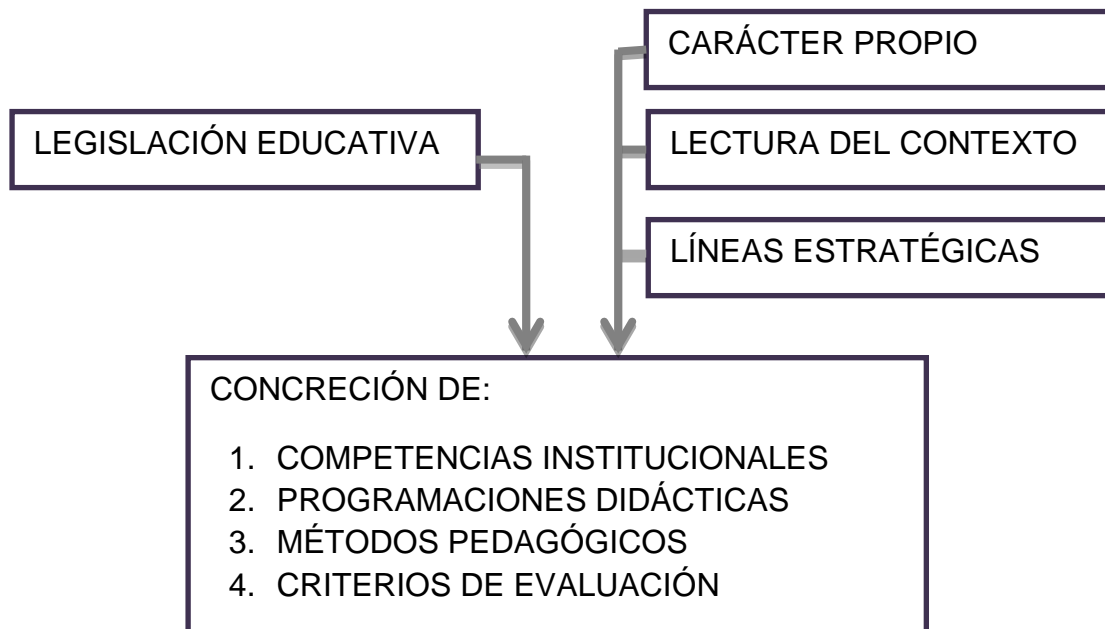 CARÁCTER PROPIO
LEGISLACIÓN EDUCATIVA
LECTURA DEL CONTEXTO
LÍNEAS ESTRATÉGICAS
CONCRECIÓN DE:
1. COMPETENCIAS INSTITUCIONALES
2. PROGRAMACIONES DIDÁCTICAS
3. MÉTODOS PEDAGÓGICOS
4. CRITERIOS DE EVALUACIÓN